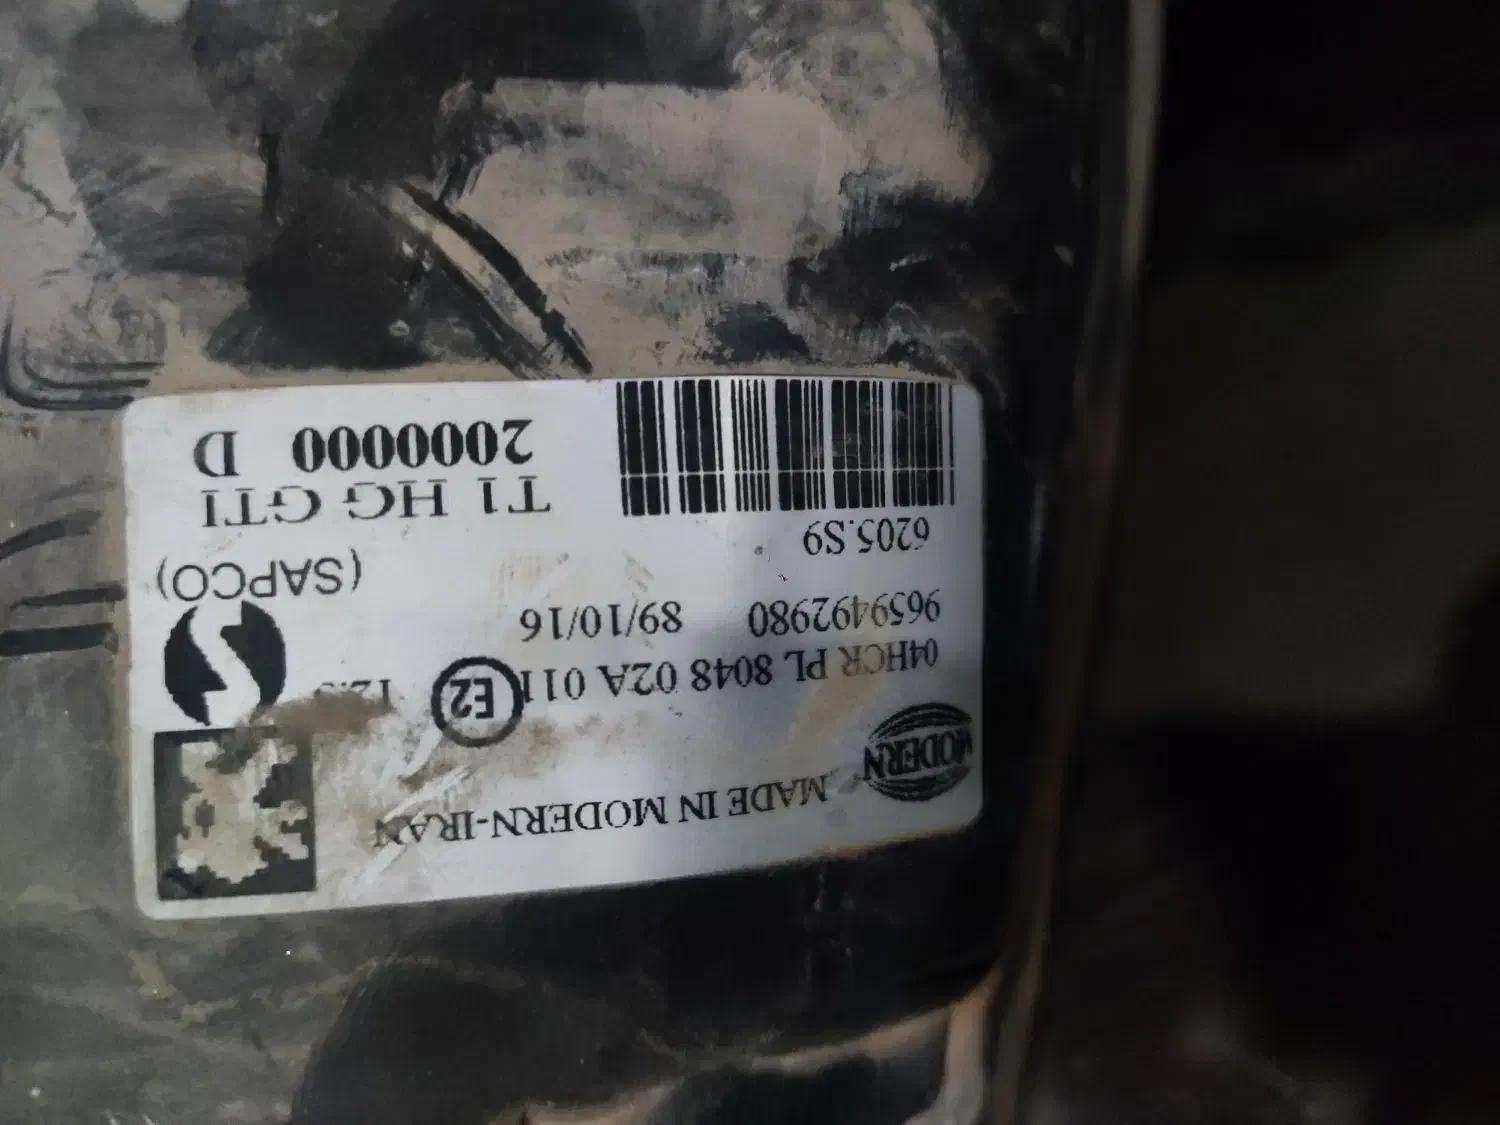 MODERN
MADE IN MODERN-IRAN
04HCR PL 8048 02A 011 E2
9659492980 89/10/16
(SAPCO)
6205.S9
T1 HG GTI
2000000 D